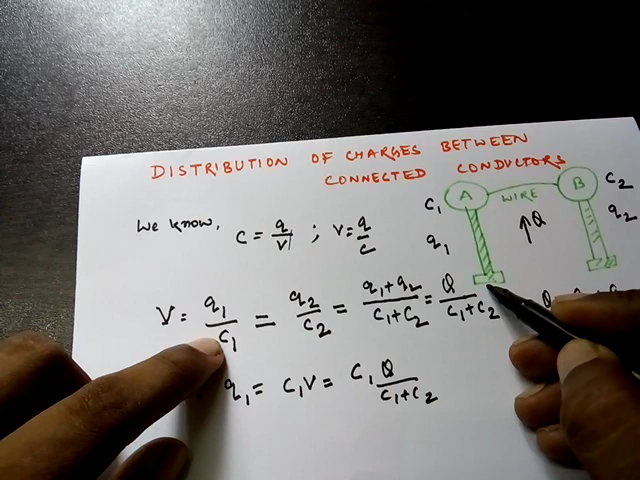 DISTRIBUTION OF CHARGES BETWEEN
CONNECTED CONDUCTORS
We know, C = q/V ; V = q/C
C1 A WIRE B C2
q1 ↑Q q2
V = q1/C1 = q2/C2 = q1+q2/C1+C2 = Q/C1+C2
q1 = C1V = C1 Q/C1+C2